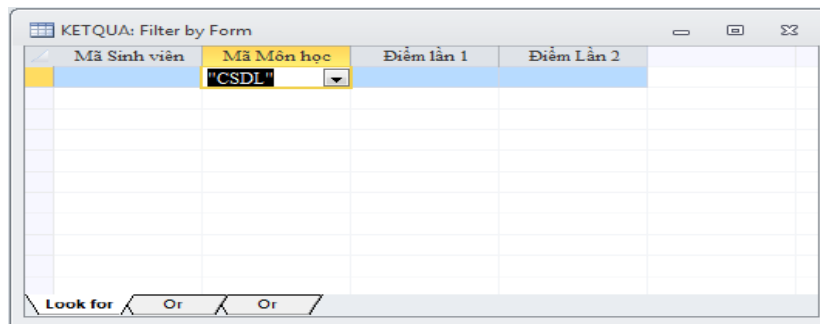 KETQUA: Filter by Form
Mã Sinh viên Mã Môn học Điểm lần 1 Điểm Lần 2
"CSDL"
Look for Or Or